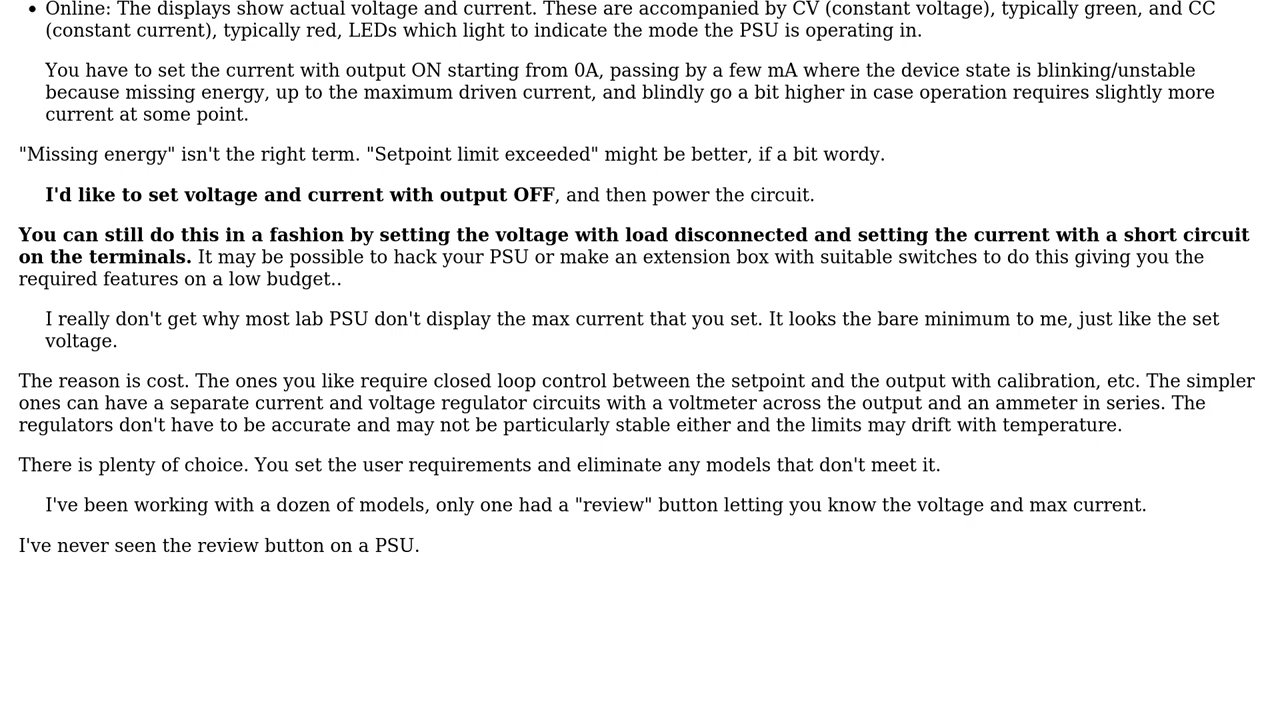 • Online: The displays show actual voltage and current. These are accompanied by CV (constant voltage), typically green, and CC
(constant current), typically red, LEDs which light to indicate the mode the PSU is operating in.
You have to set the current with output ON starting from 0A, passing by a few mA where the device state is blinking/unstable
because missing energy, up to the maximum driven current, and blindly go a bit higher in case operation requires slightly more
current at some point.
"Missing energy" isn't the right term. "Setpoint limit exceeded" might be better, if a bit wordy.
I'd like to set voltage and current with output OFF, and then power the circuit.
You can still do this in a fashion by setting the voltage with load disconnected and setting the current with a short circuit
on the terminals. It may be possible to hack your PSU or make an extension box with suitable switches to do this giving you the
required features on a low budget..
I really don't get why most lab PSU don't display the max current that you set. It looks the bare minimum to me, just like the set
voltage.
The reason is cost. The ones you like require closed loop control between the setpoint and the output with calibration, etc. The simpler
ones can have a separate current and voltage regulator circuits with a voltmeter across the output and an ammeter in series. The
regulators don't have to be accurate and may not be particularly stable either and the limits may drift with temperature.
There is plenty of choice. You set the user requirements and eliminate any models that don't meet it.
I've been working with a dozen of models, only one had a "review" button letting you know the voltage and max current.
I've never seen the review button on a PSU.